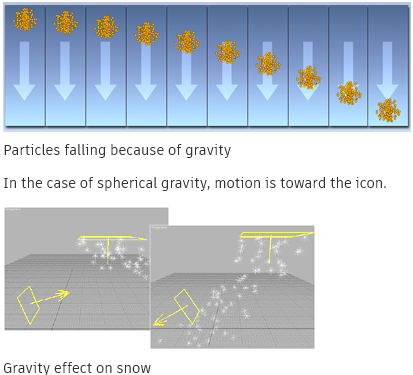 Particles falling because of gravity
In the case of spherical gravity, motion is toward the icon.
Gravity effect on snow